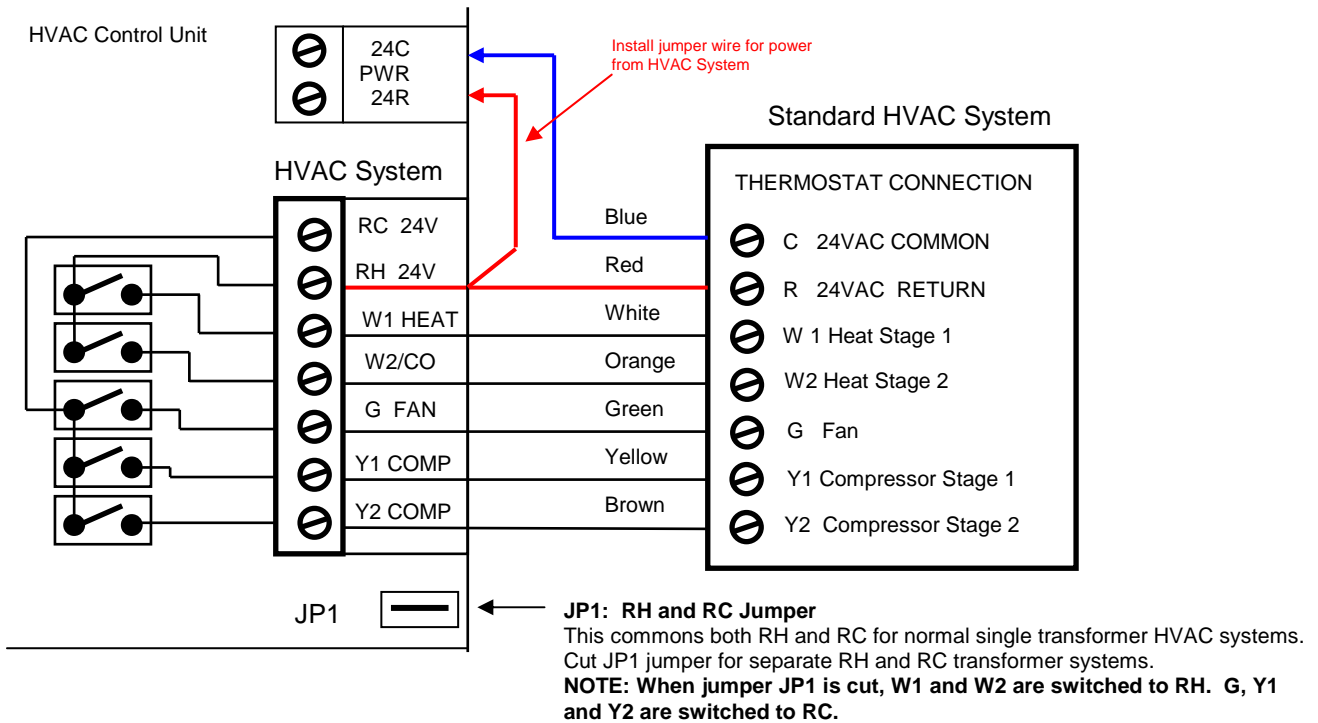 HVAC Control Unit
24C
PWR
24R
Install jumper wire for power
from HVAC System
Standard HVAC System
HVAC System
THERMOSTAT CONNECTION
RC 24V
Blue
C 24VAC COMMON
RH 24V
Red
R 24VAC RETURN
W1 HEAT
White
W 1 Heat Stage 1
W2/CO
Orange
W2 Heat Stage 2
G FAN
Green
G Fan
Y1 COMP
Yellow
Y1 Compressor Stage 1
Y2 COMP
Brown
Y2 Compressor Stage 2
JP1
JP1: RH and RC Jumper
This commons both RH and RC for normal single transformer HVAC systems.
Cut JP1 jumper for separate RH and RC transformer systems.
NOTE: When jumper JP1 is cut, W1 and W2 are switched to RH. G, Y1
and Y2 are switched to RC.